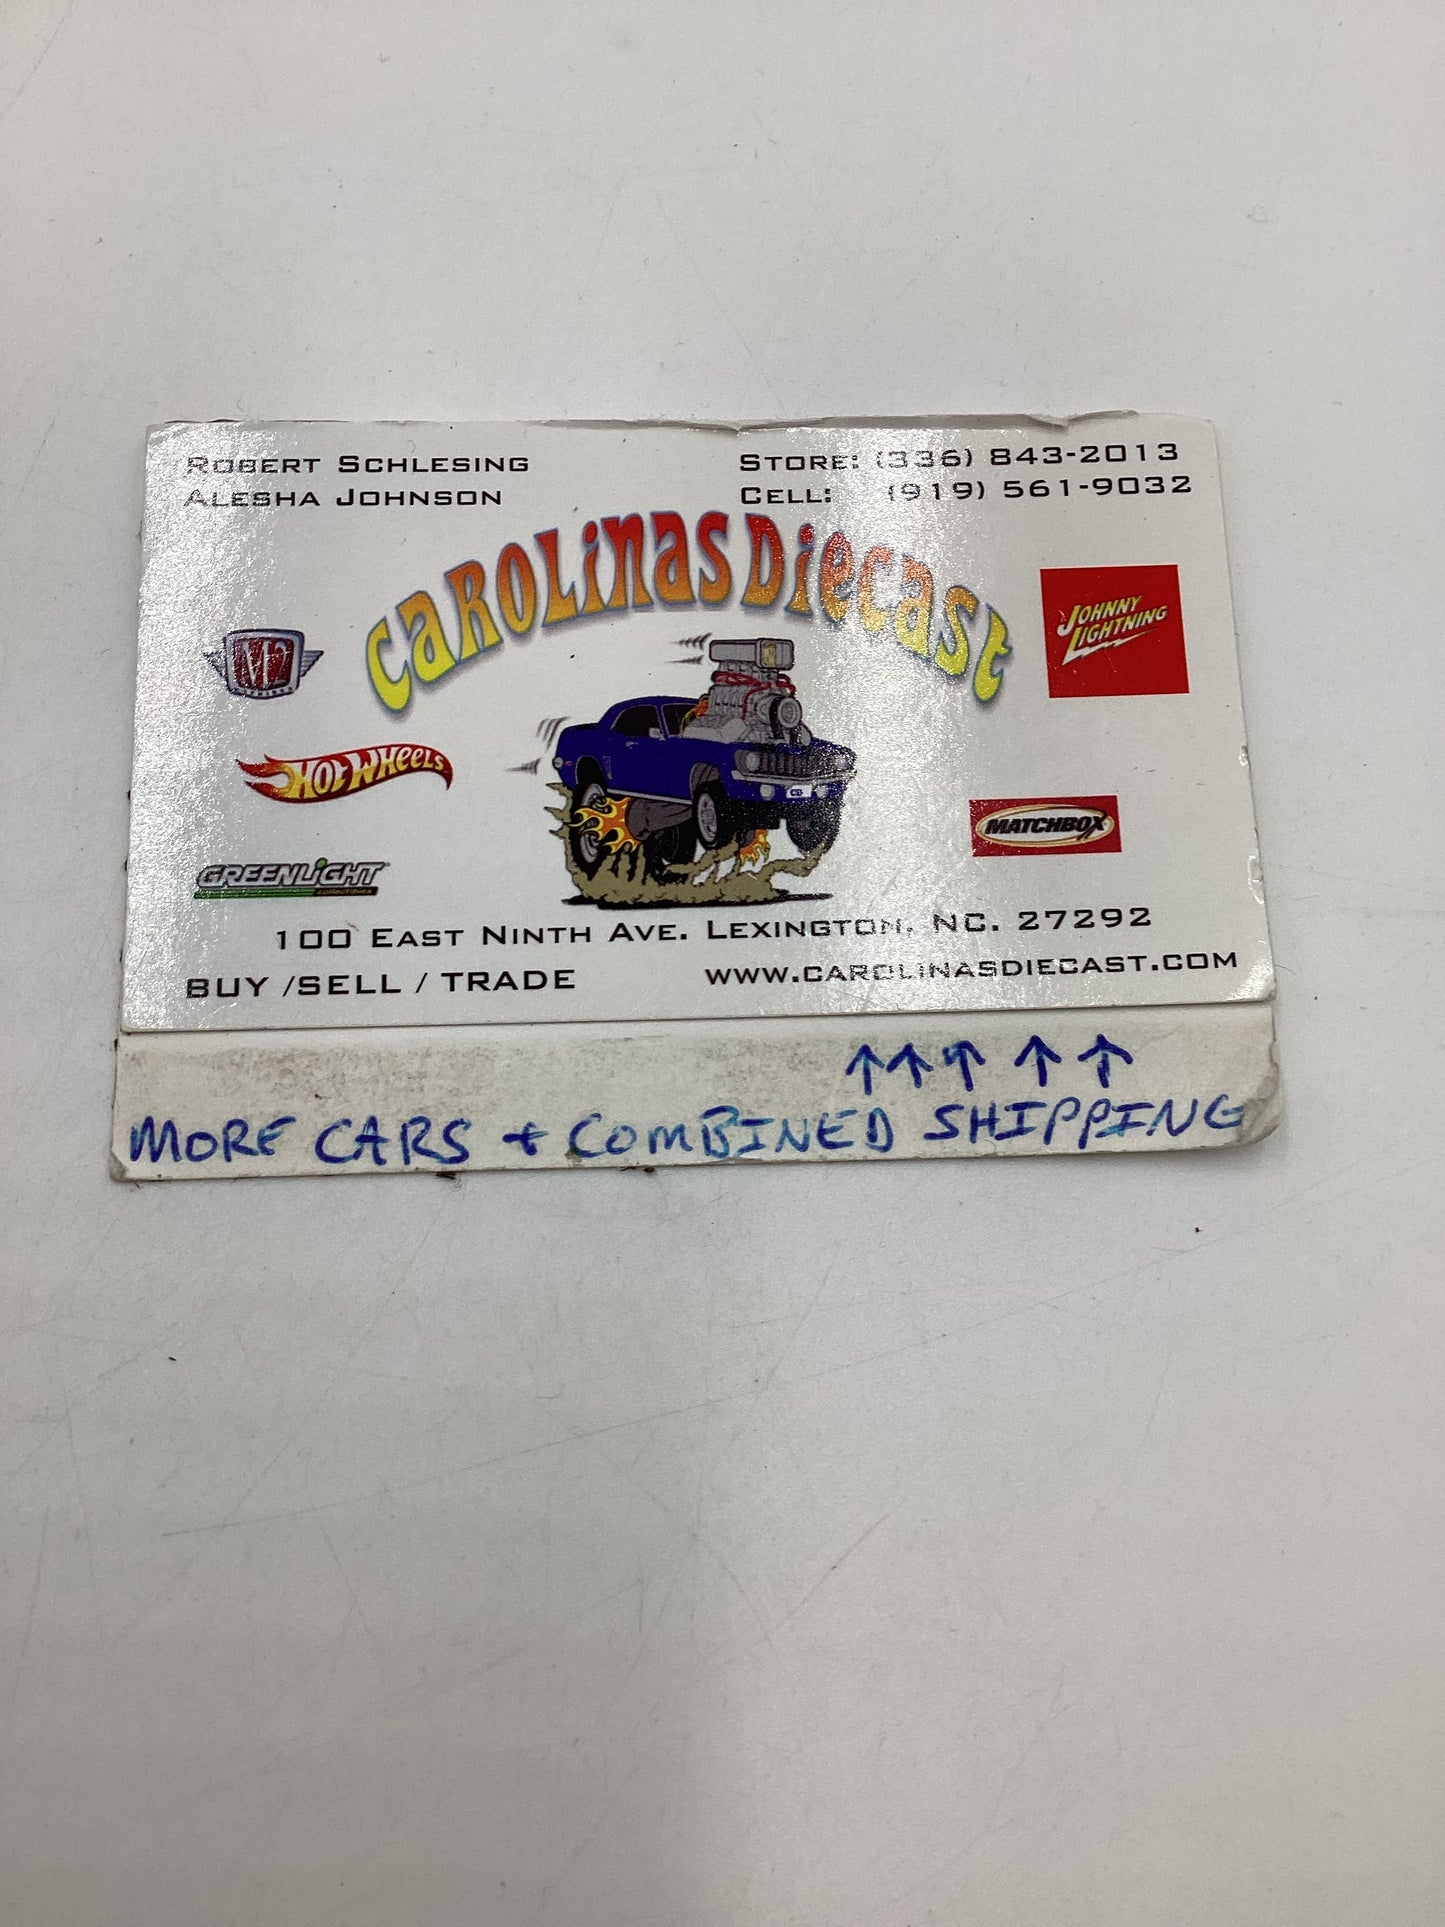 ROBERT SCHLESING
ALESHA JOHNSON
STORE: (336) 843-2013
CELL: (919) 561-9032
CAROLINAS DIECAST
M2
JOHNNY
LIGHTNING
HOT WHEELS
CD
MATCHBOX
GREENLIGHT
collectibles
100 EAST NINTH AVE. LEXINGTON, NC. 27292
BUY /SELL / TRADE
WWW.CAROLINASDIECAST.COM
↑ ↑ ↑ ↑ ↑
MORE CARS + COMBINED SHIPPING